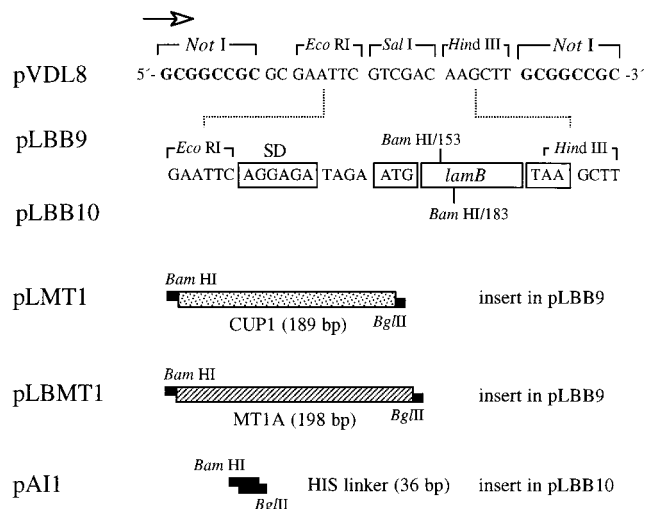 Not I Eco RI Sal I Hind III Not I
pVDL8 5´- GCGGCCGC GC GAATTC GTCGAC AAGCTT GCGGCCGC -3´
pLBB9 Bam HI/153
Eco RI SD Hind III
GAATTC AGGAGA TAGA ATG lamB TAA GCTT
pLBB10 Bam HI/183
Bam HI
pLMT1 insert in pLBB9
CUP1 (189 bp) BglII
Bam HI
pLBMT1 insert in pLBB9
MT1A (198 bp) BglII
Bam HI
pAI1 HIS linker (36 bp) insert in pLBB10
BglII